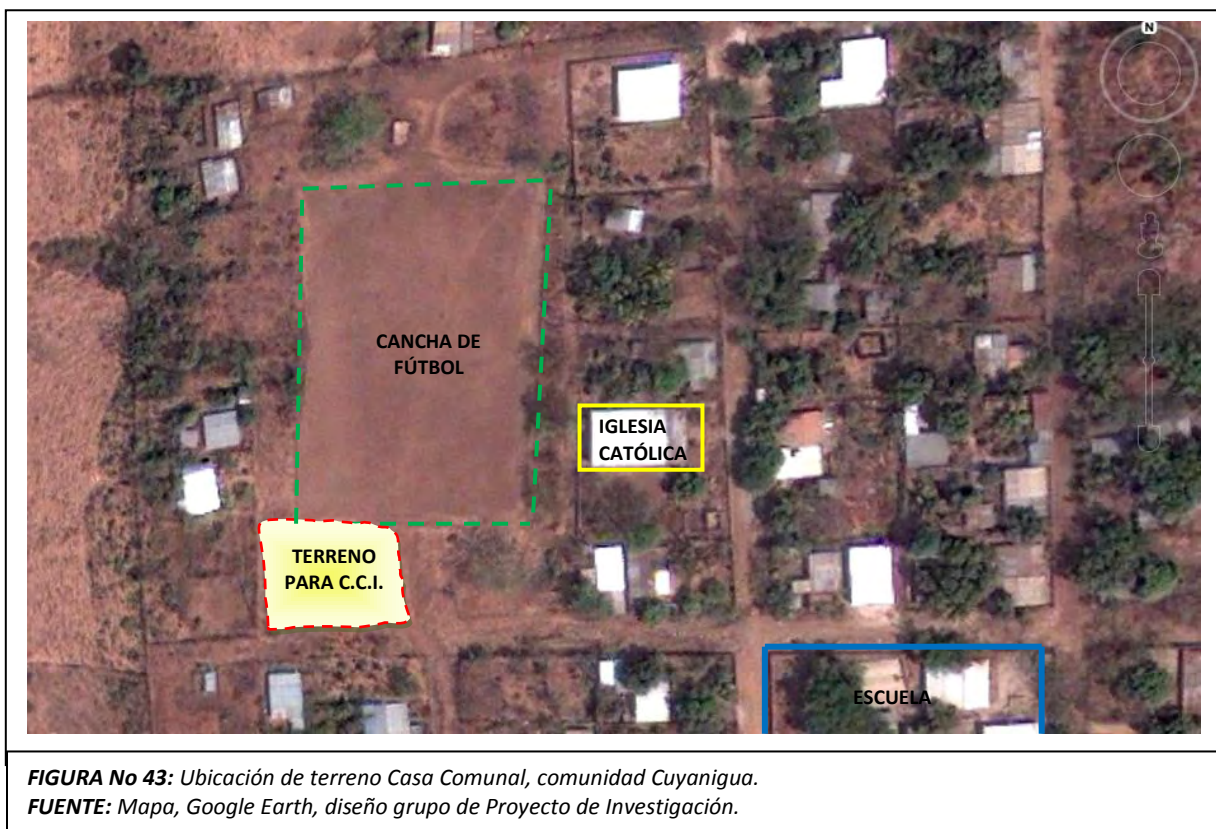 N
CANCHA DE
FÚTBOL
IGLESIA
CATÓLICA
TERRENO
PARA C.C.I.
ESCUELA
FIGURA No 43: Ubicación de terreno Casa Comunal, comunidad Cuyanigua.
FUENTE: Mapa, Google Earth, diseño grupo de Proyecto de Investigación.